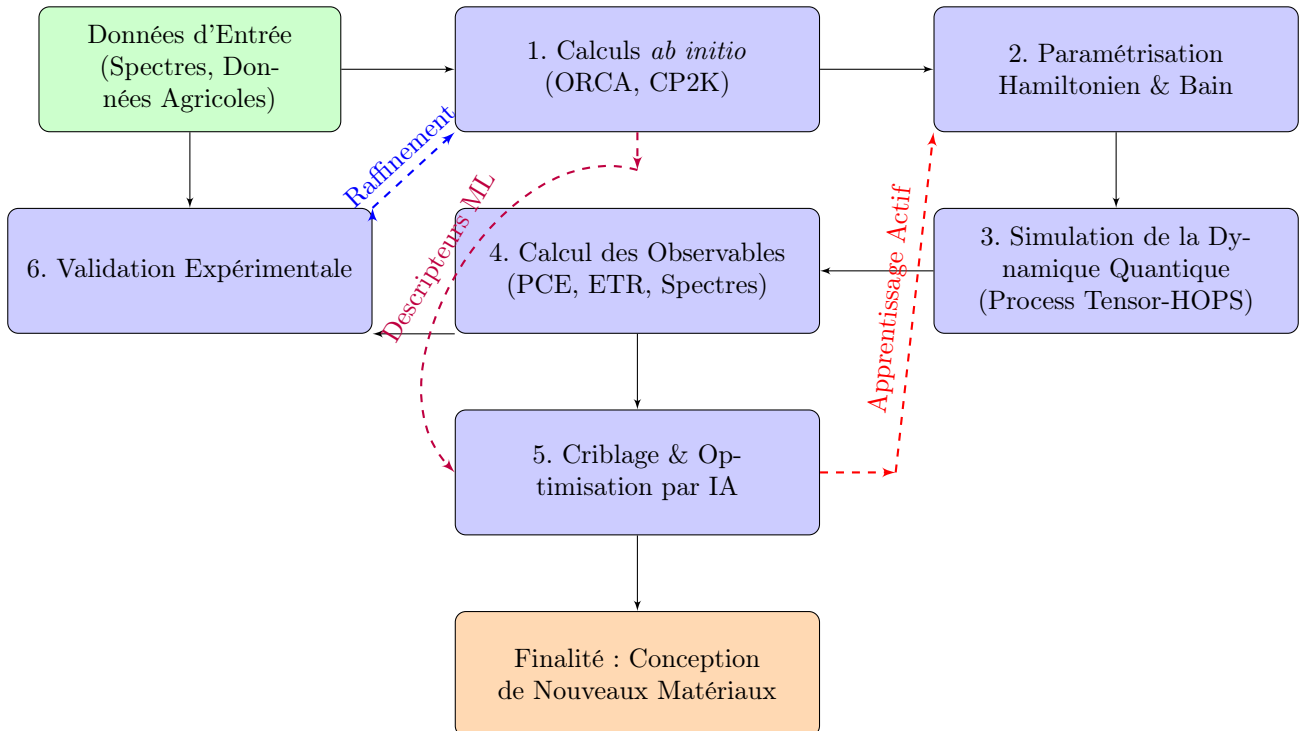 Données d'Entrée
(Spectres, Don-
nées Agricoles)
1. Calculs ab initio
(ORCA, CP2K)
2. Paramétrisation
Hamiltonien & Bain
Raffinement
Descripteurs ML
Apprentissage Actif
6. Validation Expérimentale
4. Calcul des Observables
(PCE, ETR, Spectres)
3. Simulation de la Dy-
namique Quantique
(Process Tensor-HOPS)
5. Criblage & Op-
timisation par IA
Finalité : Conception
de Nouveaux Matériaux